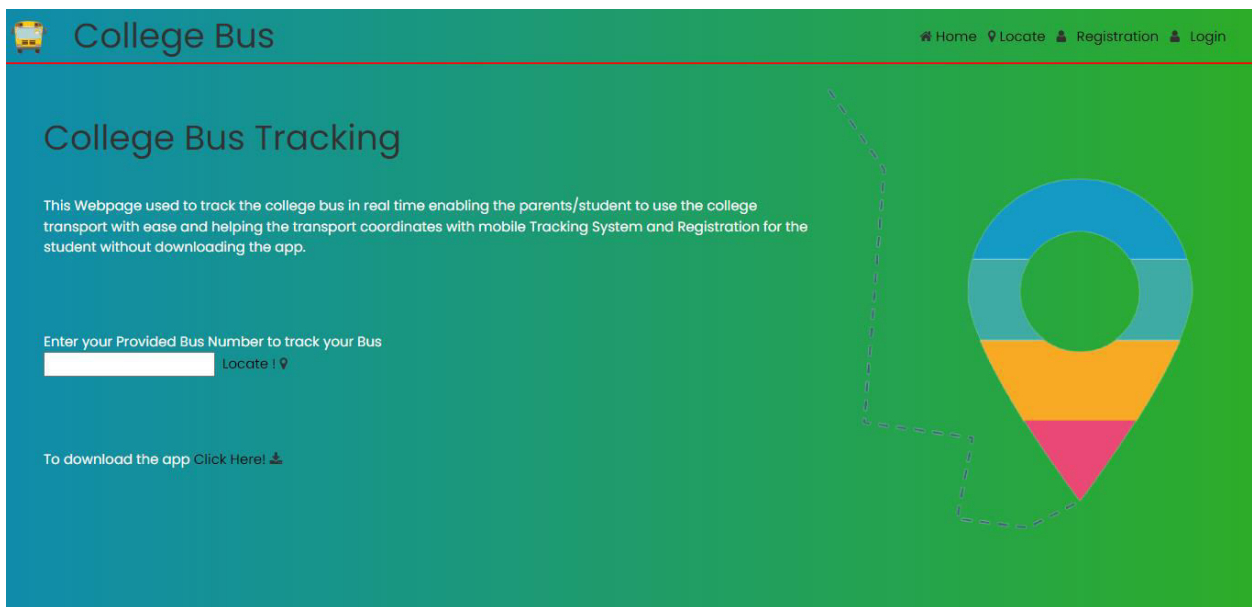 College Bus
Home Locate Registration Login
College Bus Tracking
This Webpage used to track the college bus in real time enabling the parents/student to use the college
transport with ease and helping the transport coordinates with mobile Tracking System and Registration for the
student without downloading the app.
Enter your Provided Bus Number to track your Bus
Locate !
To download the app Click Here!